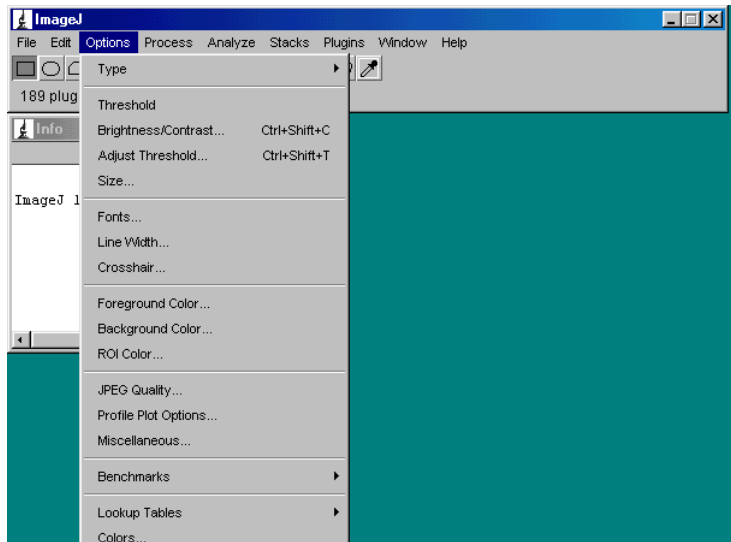 ImageJ
File Edit Options Process Analyze Stacks Plugins Window Help
189 plug
Info
ImageJ 1
Type
Threshold
Brightness/Contrast... Ctrl+Shift+C
Adjust Threshold... Ctrl+Shift+T
Size...
Fonts...
Line Width...
Crosshair...
Foreground Color...
Background Color...
ROI Color...
JPEG Quality...
Profile Plot Options...
Miscellaneous...
Benchmarks
Lookup Tables
Colors...